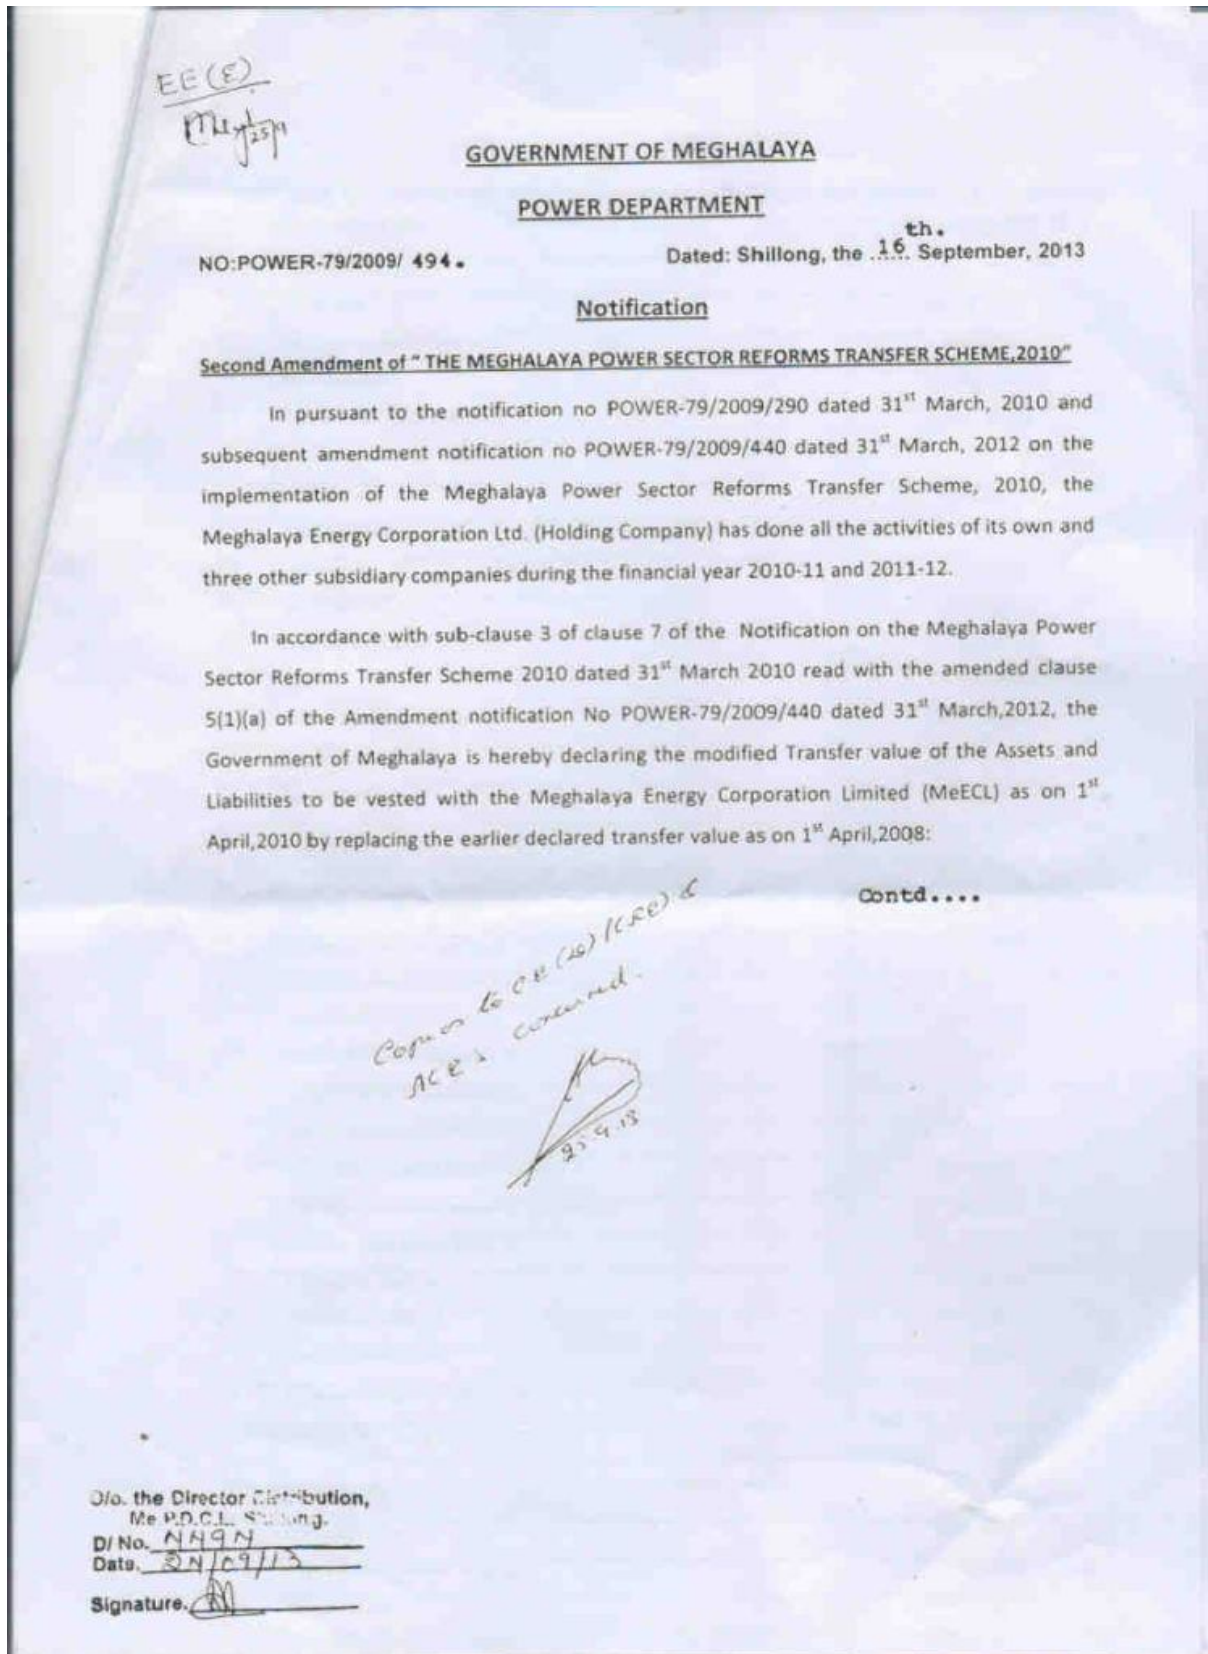 EE(E)
25/9
GOVERNMENT OF MEGHALAYA
POWER DEPARTMENT
NO:POWER-79/2009/ 494.
Dated: Shillong, the .16th. September, 2013
Notification
Second Amendment of " THE MEGHALAYA POWER SECTOR REFORMS TRANSFER SCHEME,2010"
In pursuant to the notification no POWER-79/2009/290 dated 31st March, 2010 and
subsequent amendment notification no POWER-79/2009/440 dated 31st March, 2012 on the
implementation of the Meghalaya Power Sector Reforms Transfer Scheme, 2010, the
Meghalaya Energy Corporation Ltd. (Holding Company) has done all the activities of its own and
three other subsidiary companies during the financial year 2010-11 and 2011-12.
In accordance with sub-clause 3 of clause 7 of the Notification on the Meghalaya Power
Sector Reforms Transfer Scheme 2010 dated 31st March 2010 read with the amended clause
5(1)(a) of the Amendment notification No POWER-79/2009/440 dated 31st March,2012, the
Government of Meghalaya is hereby declaring the modified Transfer value of the Assets and
Liabilities to be vested with the Meghalaya Energy Corporation Limited (MeECL) as on 1st
April,2010 by replacing the earlier declared transfer value as on 1st April,2008:
Contd....
to
concerned.
25.9.13
O/o. the Director Distribution,
Me P.D.C.L. Shillong.
D/ No.
Date. 24/09/13
Signature.